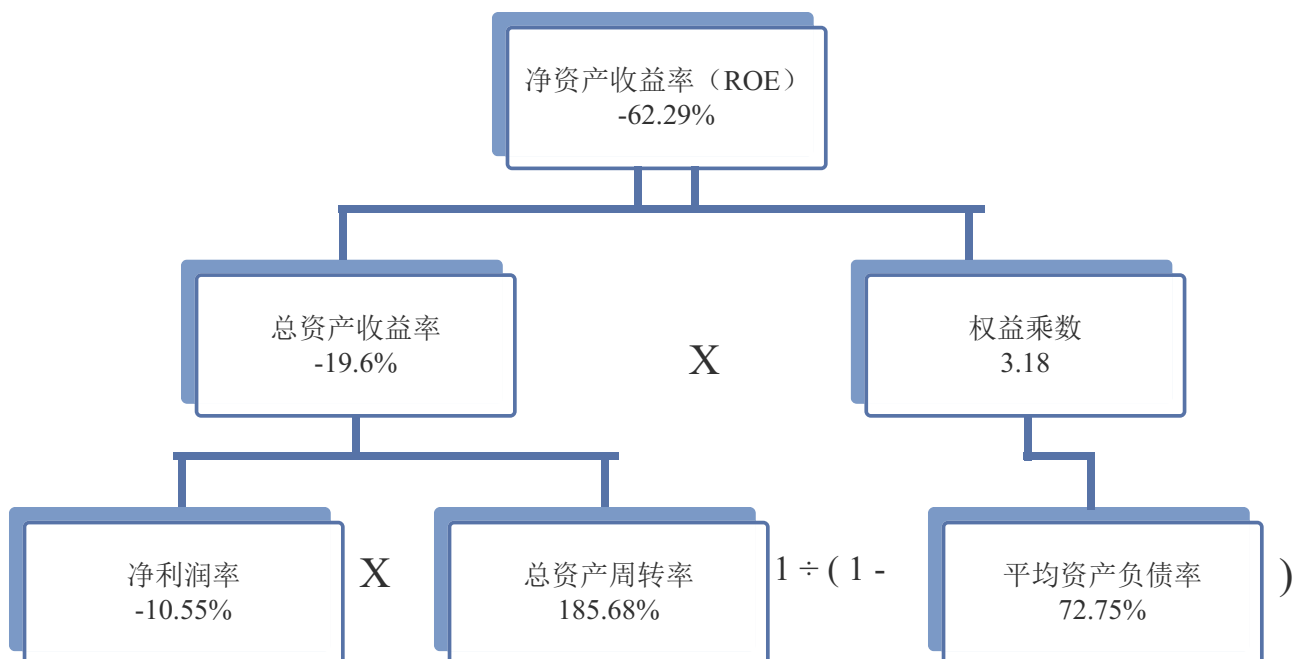 净资产收益率（ROE）
-62.29%
总资产收益率
-19.6%
X
权益乘数
3.18
净利润率
-10.55%
X
总资产周转率
185.68%
1 ÷ ( 1 -
平均资产负债率
72.75%
)